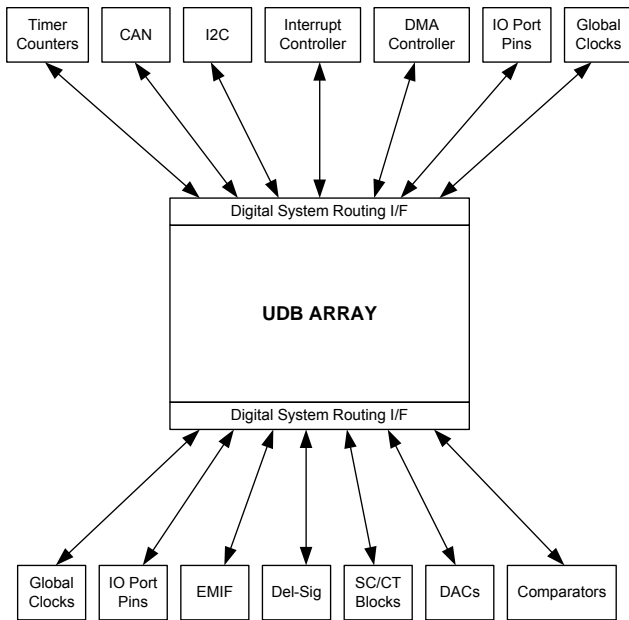 Timer
Counters
CAN
I2C
Interrupt
Controller
DMA
Controller
IO Port
Pins
Global
Clocks
Digital System Routing I/F
UDB ARRAY
Digital System Routing I/F
Global
Clocks
IO Port
Pins
EMIF
Del-Sig
SC/CT
Blocks
DACs
Comparators